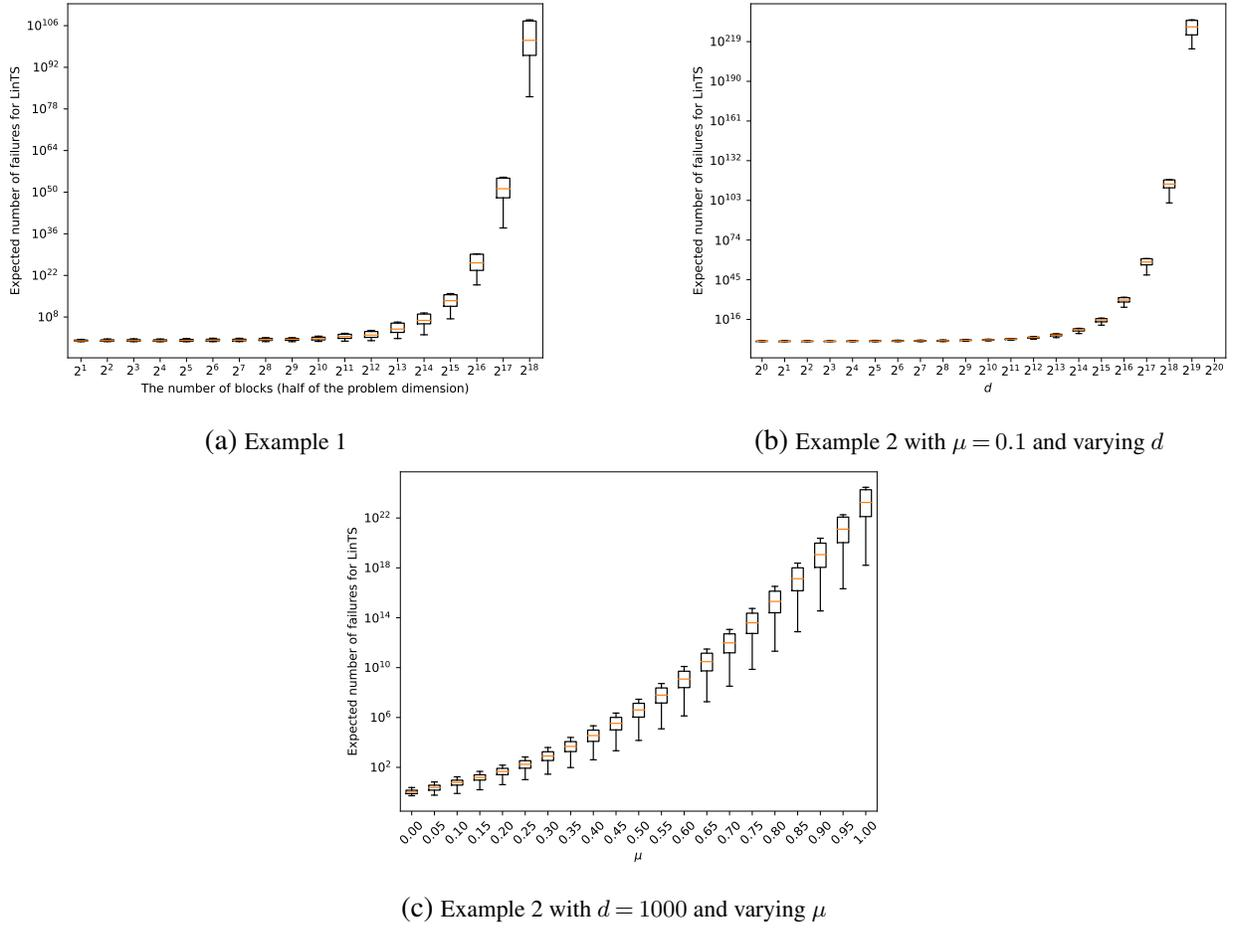 Expected number of failures for LinTS
10^106
10^92
10^78
10^64
10^50
10^36
10^22
10^8
2^1 2^2 2^3 2^4 2^5 2^6 2^7 2^8 2^9 2^10 2^11 2^12 2^13 2^14 2^15 2^16 2^17 2^18
The number of blocks (half of the problem dimension)
(a) Example 1
Expected number of failures for LinTS
10^219
10^190
10^161
10^132
10^103
10^74
10^45
10^16
2^0 2^1 2^2 2^3 2^4 2^5 2^6 2^7 2^8 2^9 2^10 2^11 2^12 2^13 2^14 2^15 2^16 2^17 2^18 2^19 2^20
d
(b) Example 2 with μ = 0.1 and varying d
Expected number of failures for LinTS
10^22
10^18
10^14
10^10
10^6
10^2
0.00 0.05 0.10 0.15 0.20 0.25 0.30 0.35 0.40 0.45 0.50 0.55 0.60 0.65 0.70 0.75 0.80 0.85 0.90 0.95 1.00
μ
(c) Example 2 with d = 1000 and varying μ